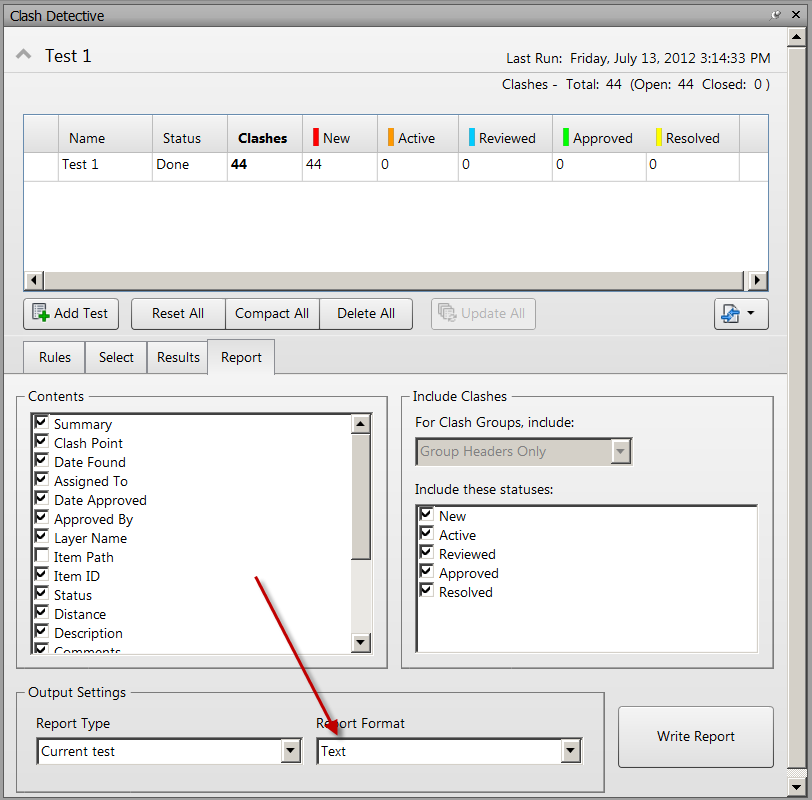 Clash Detective
Test 1
Last Run: Friday, July 13, 2012 3:14:33 PM
Clashes - Total: 44 (Open: 44 Closed: 0 )
Name Status Clashes New Active Reviewed Approved Resolved
Test 1 Done 44 44 0 0 0 0
Add Test Reset All Compact All Delete All Update All
Rules Select Results Report
Contents
Summary
Clash Point
Date Found
Assigned To
Date Approved
Approved By
Layer Name
Item Path
Item ID
Status
Distance
Description
Comments
Include Clashes
For Clash Groups, include:
Group Headers Only
Include these statuses:
New
Active
Reviewed
Approved
Resolved
Output Settings
Report Type
Current test
Report Format
Text
Write Report